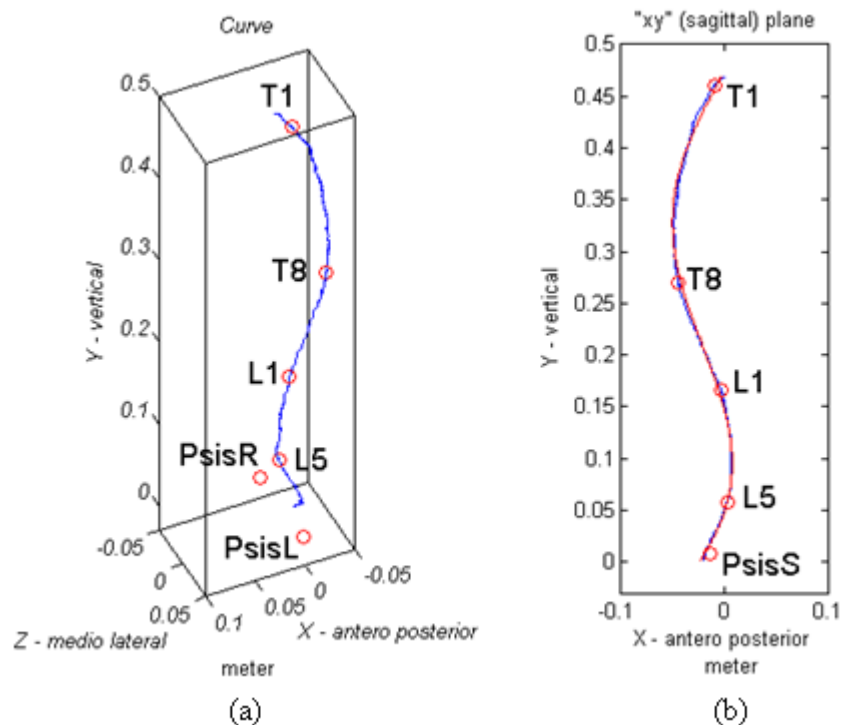 Curve
0.5
0.4
0.3
0.2
0.1
0
Y - vertical
T1
T8
L1
L5
PsisR
PsisL
-0.05
0
0.05
Z - medio lateral
0.1
0.05
0
-0.05
X - antero posterior
meter
(a)
"xy" (sagittal) plane
0.5
0.45
0.4
0.35
0.3
0.25
0.2
0.15
0.1
0.05
0
Y - vertical
T1
T8
L1
L5
PsisS
-0.1
0
0.1
X - antero posterior
meter
(b)